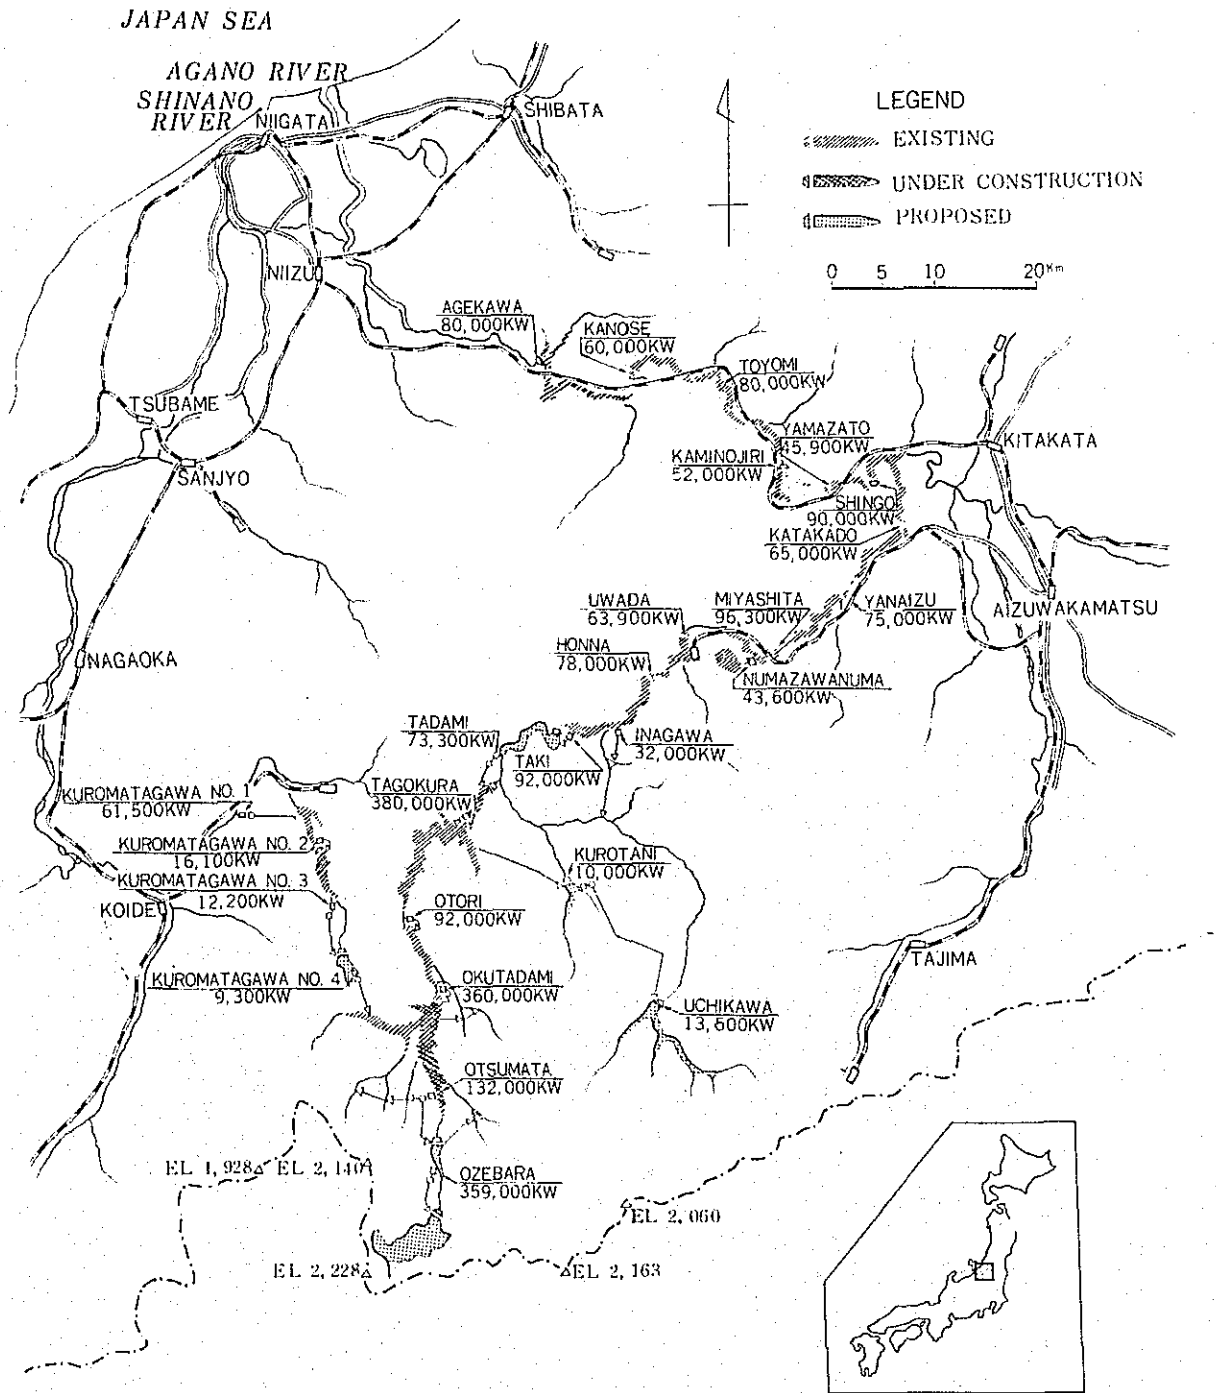 JAPAN SEA
AGANO RIVER
SHINANO
RIVER
NIIGATA
SHIBATA
LEGEND
EXISTING
UNDER CONSTRUCTION
PROPOSED
0 5 10 20Km
NIIZU
AGEKAWA
80,000KW
KANOSE
60,000KW
TOYOMI
80,000KW
TSUBAME
SANJYO
YAMAZATO
45,900KW
KITAKATA
KAMINOJIRI
52,000KW
SHINGO
90,000KW
KATAKADO
65,000KW
UWADA
63,900KW
MIYASHITA
96,300KW
YANAIZU
75,000KW
AIZUWAKAMATSU
NAGAOKA
HONNA
78,000KW
NUMAZAWANUMA
43,600KW
TADAMI
73,300KW
TAKI
92,000KW
INAGAWA
32,000KW
KUROMATAGAWA NO. 1
61,500KW
TAGOKURA
380,000KW
KUROMATAGAWA NO. 2
16,100KW
KUROMATAGAWA NO. 3
12,200KW
KUROTANI
10,000KW
KOIDE
OTORI
92,000KW
TAJIMA
KUROMATAGAWA NO. 4
9,300KW
OKUTADAMI
360,000KW
UCHIKAWA
13,600KW
OTSUMATA
132,000KW
EL 1,928
EL 2,140
OZEBARA
359,000KW
EL 2,060
EL 2,228
EL 2,163